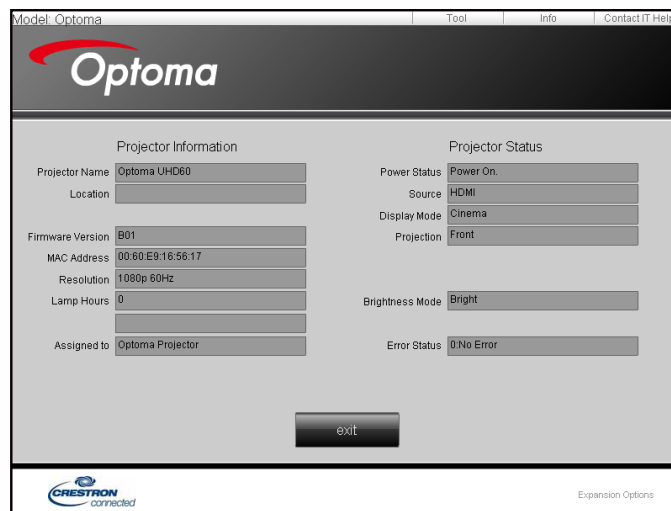 Model: Optoma
Tool
Info
Contact IT Help
Optoma
Projector Information
Projector Name Optoma UHD60
Location
Firmware Version B01
MAC Address 00:60:E9:16:56:17
Resolution 1080p 60Hz
Lamp Hours 0
Assigned to Optoma Projector
Projector Status
Power Status Power On.
Source HDMI
Display Mode Cinema
Projection Front
Brightness Mode Bright
Error Status 0:No Error
exit
CRESTRON
connected
Expansion Options